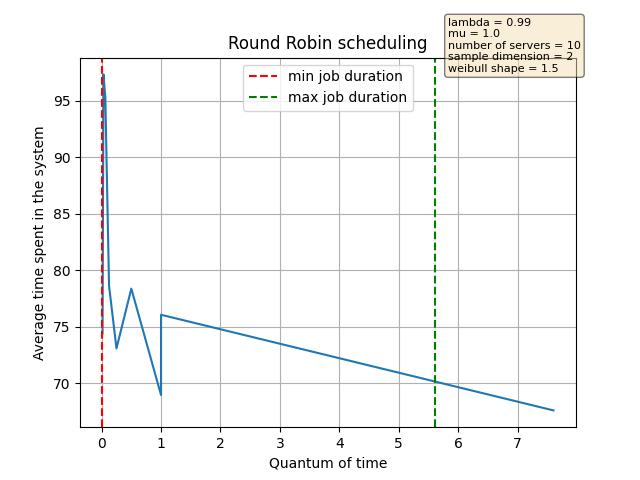 Round Robin scheduling
lambda = 0.99
mu = 1.0
number of servers = 10
sample dimension = 2
weibull shape = 1.5
min job duration
max job duration
Average time spent in the system
95
90
85
80
75
70
0 1 2 3 4 5 6 7
Quantum of time